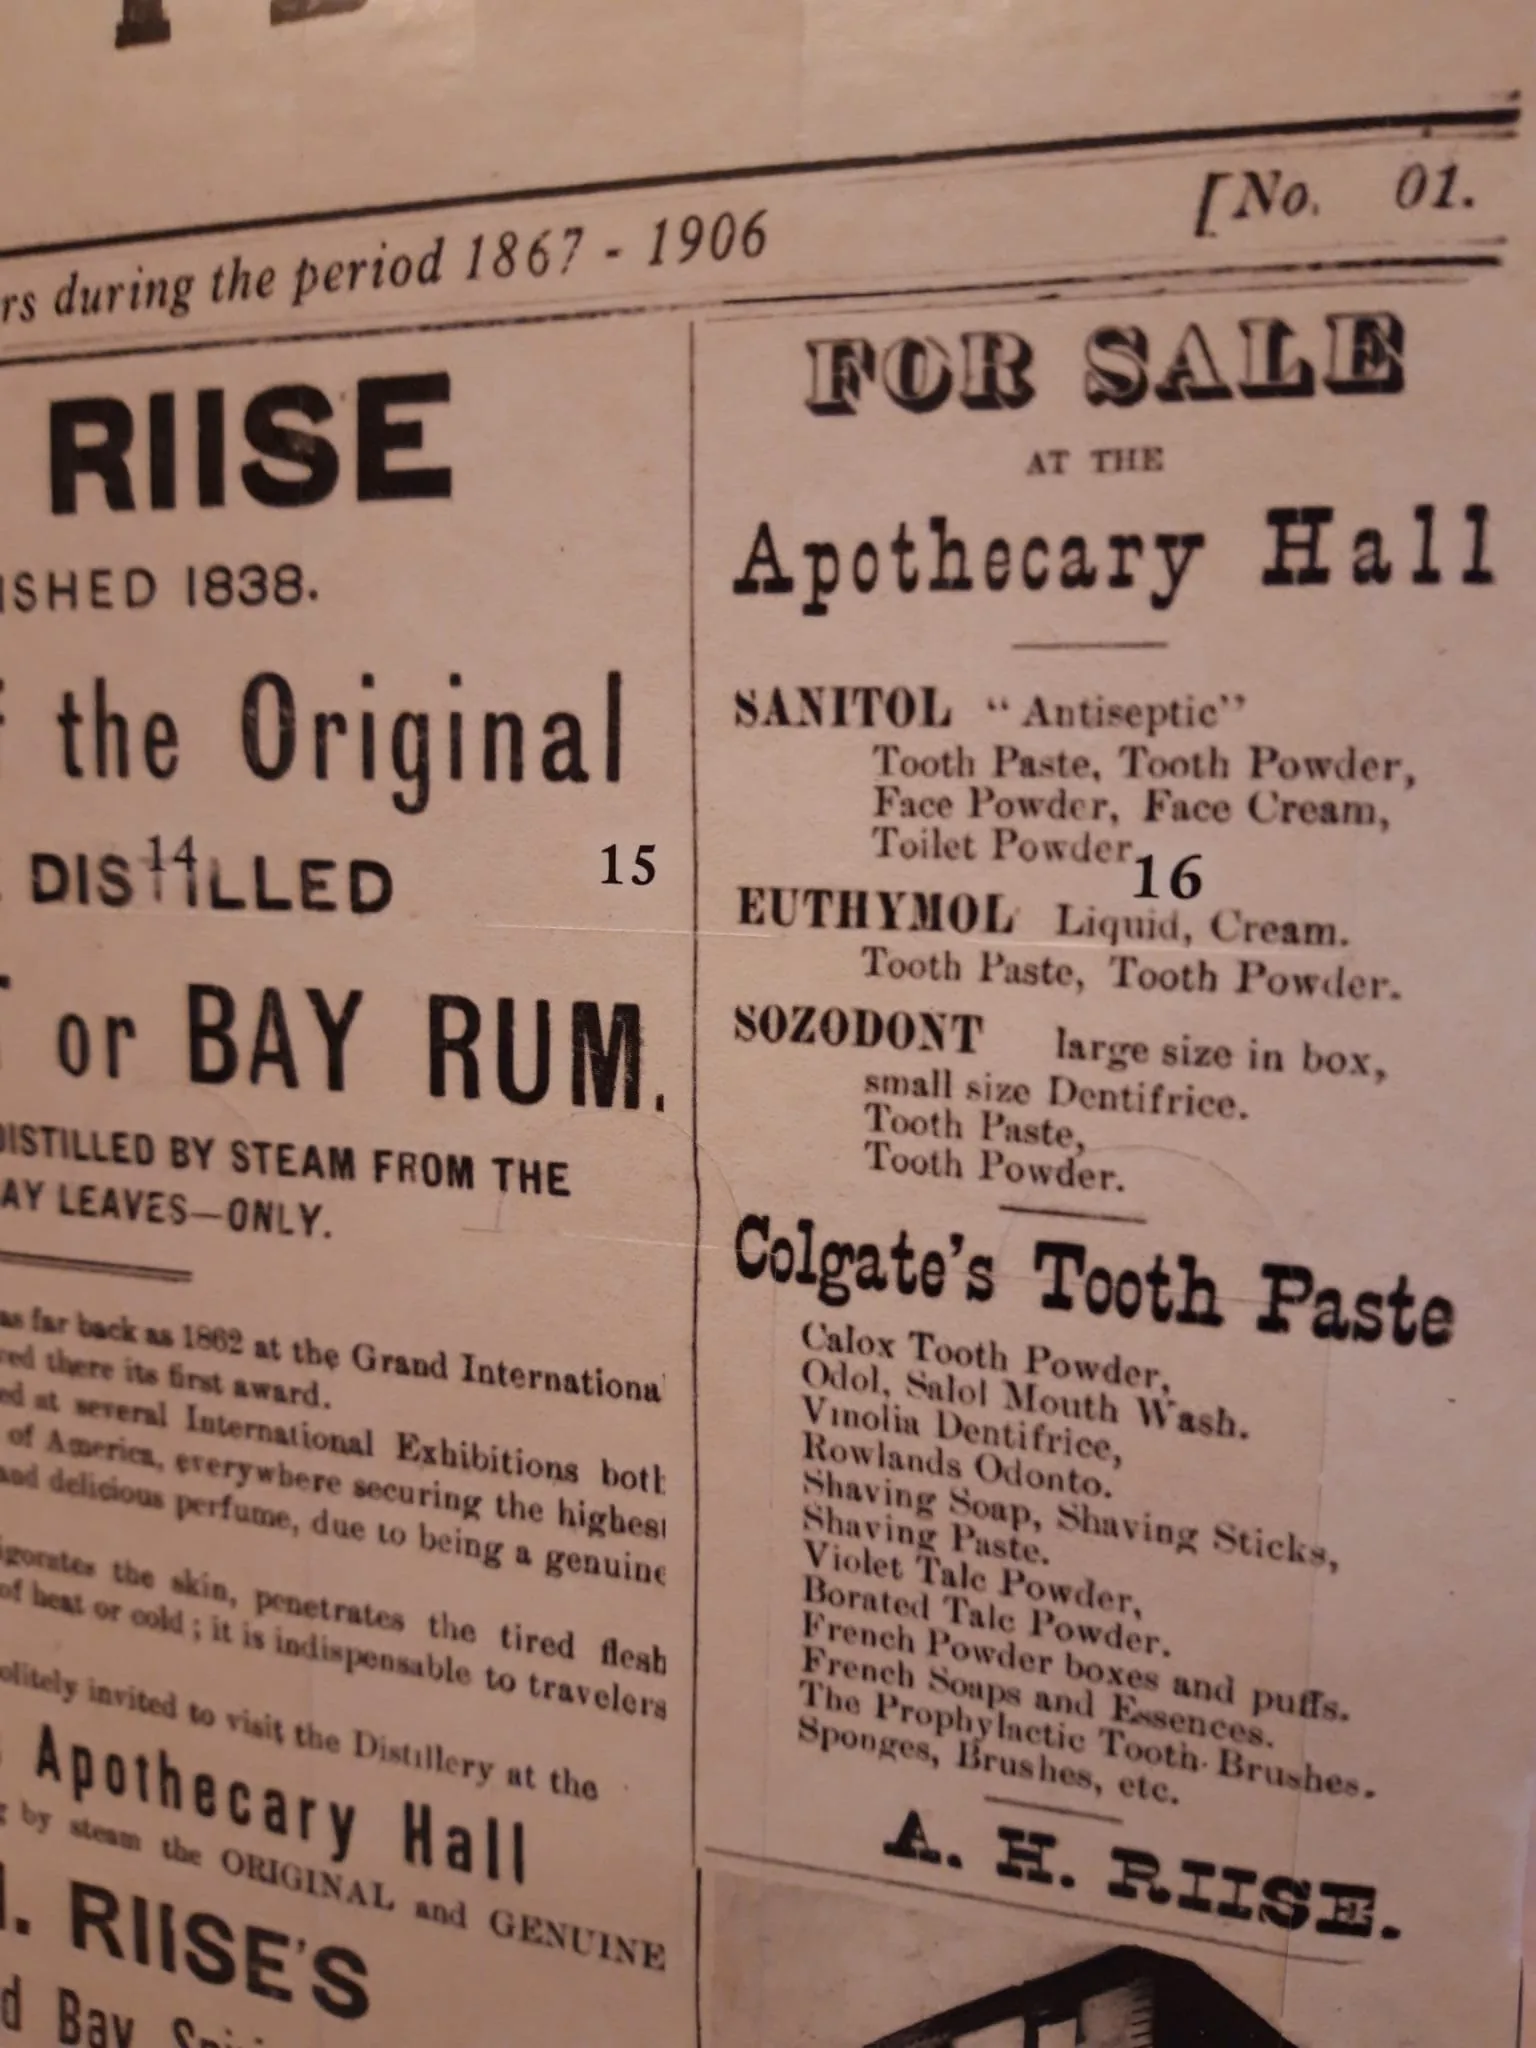 rs during the period 1867 - 1906
[No. 01.
RIISE
ISHED 1838.
the Original
DISTILLED
14
15
or BAY RUM.
DISTILLED BY STEAM FROM THE
AY LEAVES—ONLY.
as far back as 1862 at the Grand Internationa
red there its first award.
ed at several International Exhibitions both
of America, everywhere securing the highest
and delicious perfume, due to being a genuine
igorates the skin, penetrates the tired flesh
of heat or cold; it is indispensable to travelers
olitely invited to visit the Distillery at the
Apothecary Hall
by steam the ORIGINAL and GENUINE
. RIISE'S
d Bay
FOR SALE
AT THE
Apothecary Hall
SANITOL "Antiseptic"
Tooth Paste, Tooth Powder,
Face Powder, Face Cream,
Toilet Powder
16
EUTHYMOL Liquid, Cream.
Tooth Paste, Tooth Powder.
SOZODONT large size in box,
small size Dentifrice.
Tooth Paste,
Tooth Powder.
Colgate's Tooth Paste
Calox Tooth Powder,
Odol, Salol Mouth Wash.
Vinolia Dentifrice,
Rowlands Odonto.
Shaving Soap, Shaving Sticks,
Shaving Paste.
Violet Talc Powder,
Borated Talc Powder.
French Powder boxes and puffs.
French Soaps and Essences.
The Prophylactic Tooth-Brushes.
Sponges, Brushes, etc.
A. H. RIISE.